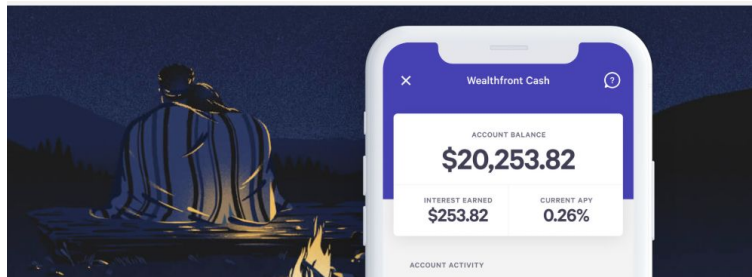 Wealthfront Cash
ACCOUNT BALANCE
$20,253.82
INTEREST EARNED
CURRENT APY
$253.82
0.26%
ACCOUNT ACTIVITY